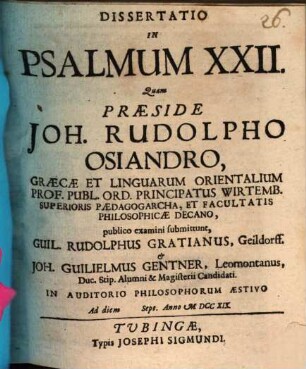 26.
DISSERTATIO
IN
PSALMUM XXII.
Quam
PRÆSIDE
JOH. RUDOLPHO
OSIANDRO,
GRÆCÆ ET LINGUARUM ORIENTALIUM
PROF. PUBL. ORD. PRINCIPATUS WIRTEMB.
SUPERIORIS PÆDAGOGARCHA, ET FACULTATIS
PHILOSOPHICÆ DECANO,
publico examini submittunt,
GUIL. RUDOLPHUS GRATIANUS, Geildorff.
&
JOH. GUILIELMUS GENTNER, Leomontanus,
Duc. Stip. Alumni & Magisterii Candidati.
IN AUDITORIO PHILOSOPHORUM ÆSTIVO
Ad diem Sept. Anno M DCC XIX.
TUBINGÆ,
Typis JOSEPHI SIGMUNDI.